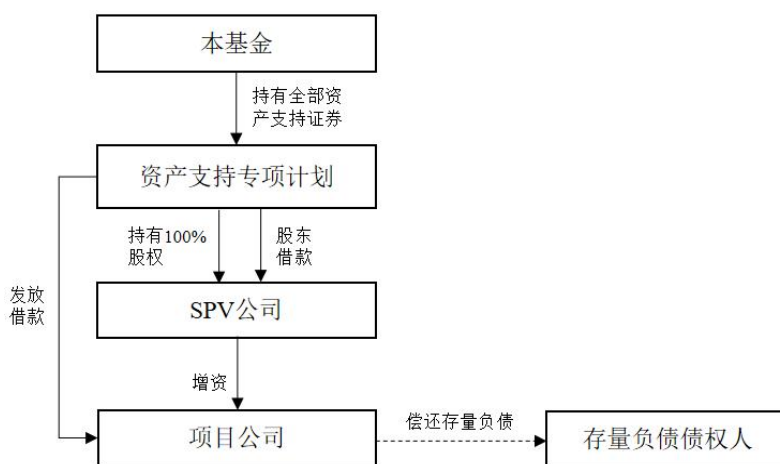 本基金
持有全部资
产支持证券
资产支持专项计划
持有100%
股权
股东
借款
发放
借款
SPV公司
增资
项目公司
偿还存量负债
存量负债债权人